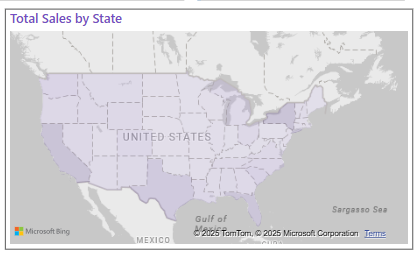 Total Sales by State
UNITED STATES
Sargasso Sea
Gulf of
Mexico
Microsoft Bing
© 2025 TomTom, © 2025 Microsoft Corporation Terms
MEXICO
CUBA